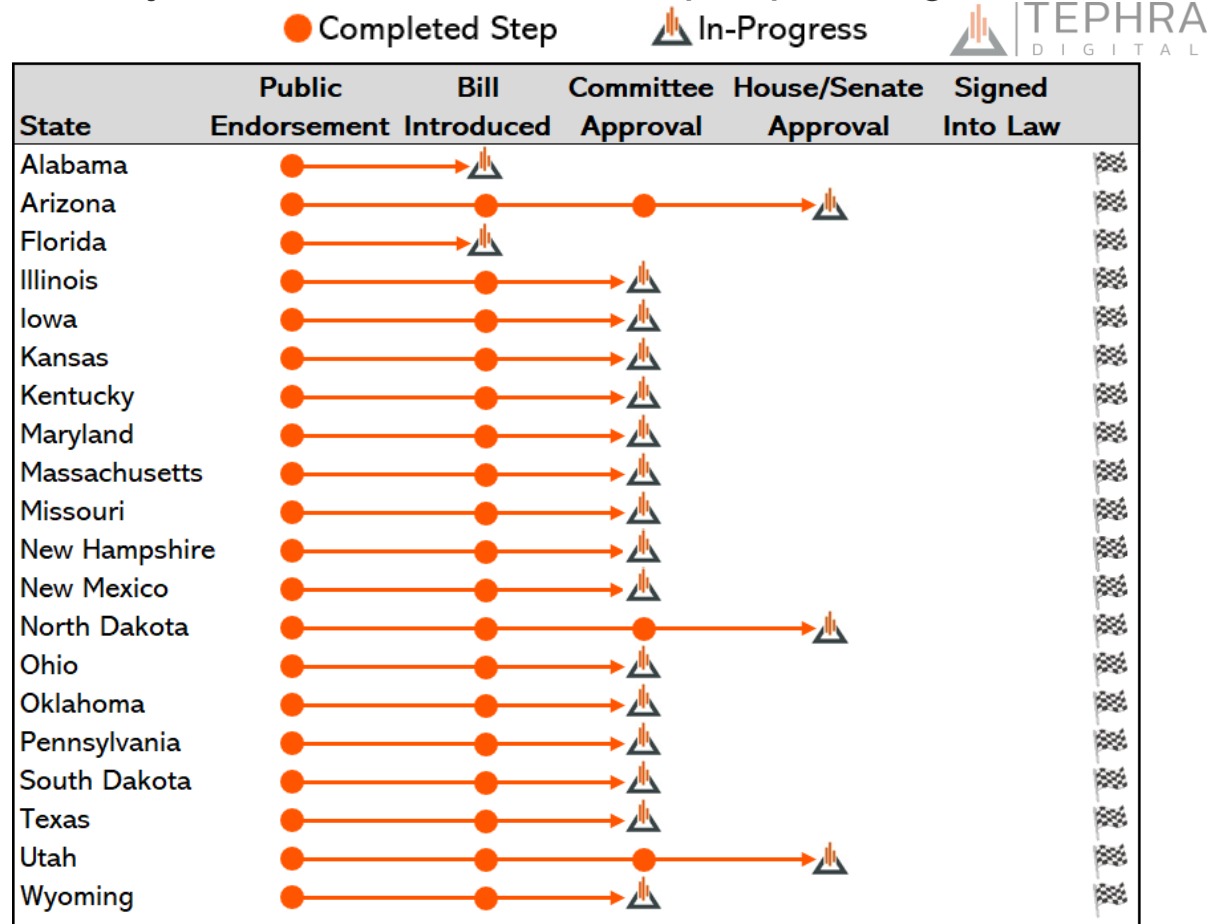 Completed Step
In-Progress
TEPHRA
DIGITAL
Public Bill Committee House/Senate Signed
State Endorsement Introduced Approval Approval Into Law
Alabama
Arizona
Florida
Illinois
Iowa
Kansas
Kentucky
Maryland
Massachusetts
Missouri
New Hampshire
New Mexico
North Dakota
Ohio
Oklahoma
Pennsylvania
South Dakota
Texas
Utah
Wyoming